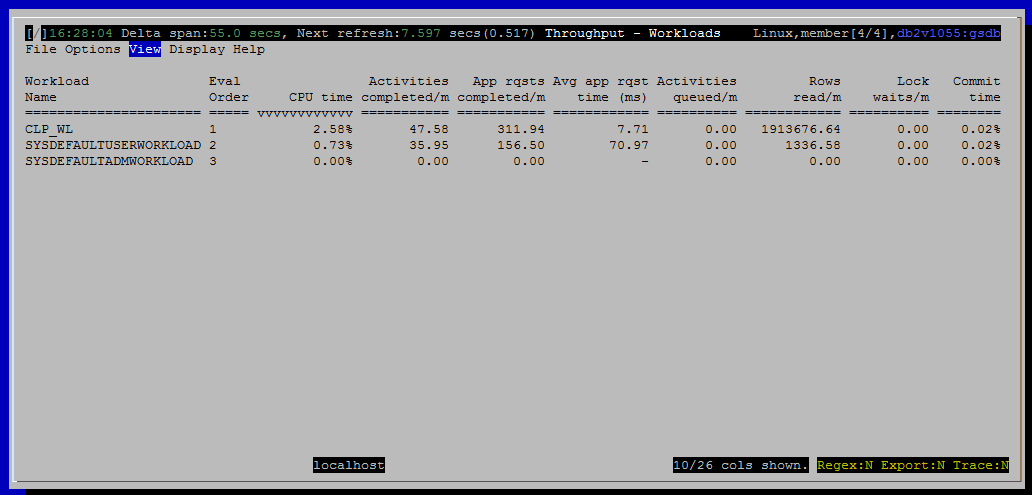 [/]16:28:04 Delta span:55.0 secs, Next refresh:7.597 secs(0.517) Throughput - Workloads Linux,member[4/4],db2v1055:gsdb
File Options View Display Help
Workload Eval Activities App rqsts Avg app rqst Activities Rows Lock Commit
Name Order CPU time completed/m completed/m time (ms) queued/m read/m waits/m time
====================== ===== vvvvvvvvvvvv =========== =========== ============ ========== ============== ========== ========
CLP_WL 1 2.58% 47.58 311.94 7.71 0.00 1913676.64 0.00 0.02%
SYSDEFAULTUSERWORKLOAD 2 0.73% 35.95 156.50 70.97 0.00 1336.58 0.00 0.02%
SYSDEFAULTADMWORKLOAD 3 0.00% 0.00 0.00 - 0.00 0.00 0.00 0.00%
localhost 10/26 cols shown. Regex:N Export:N Trace:N